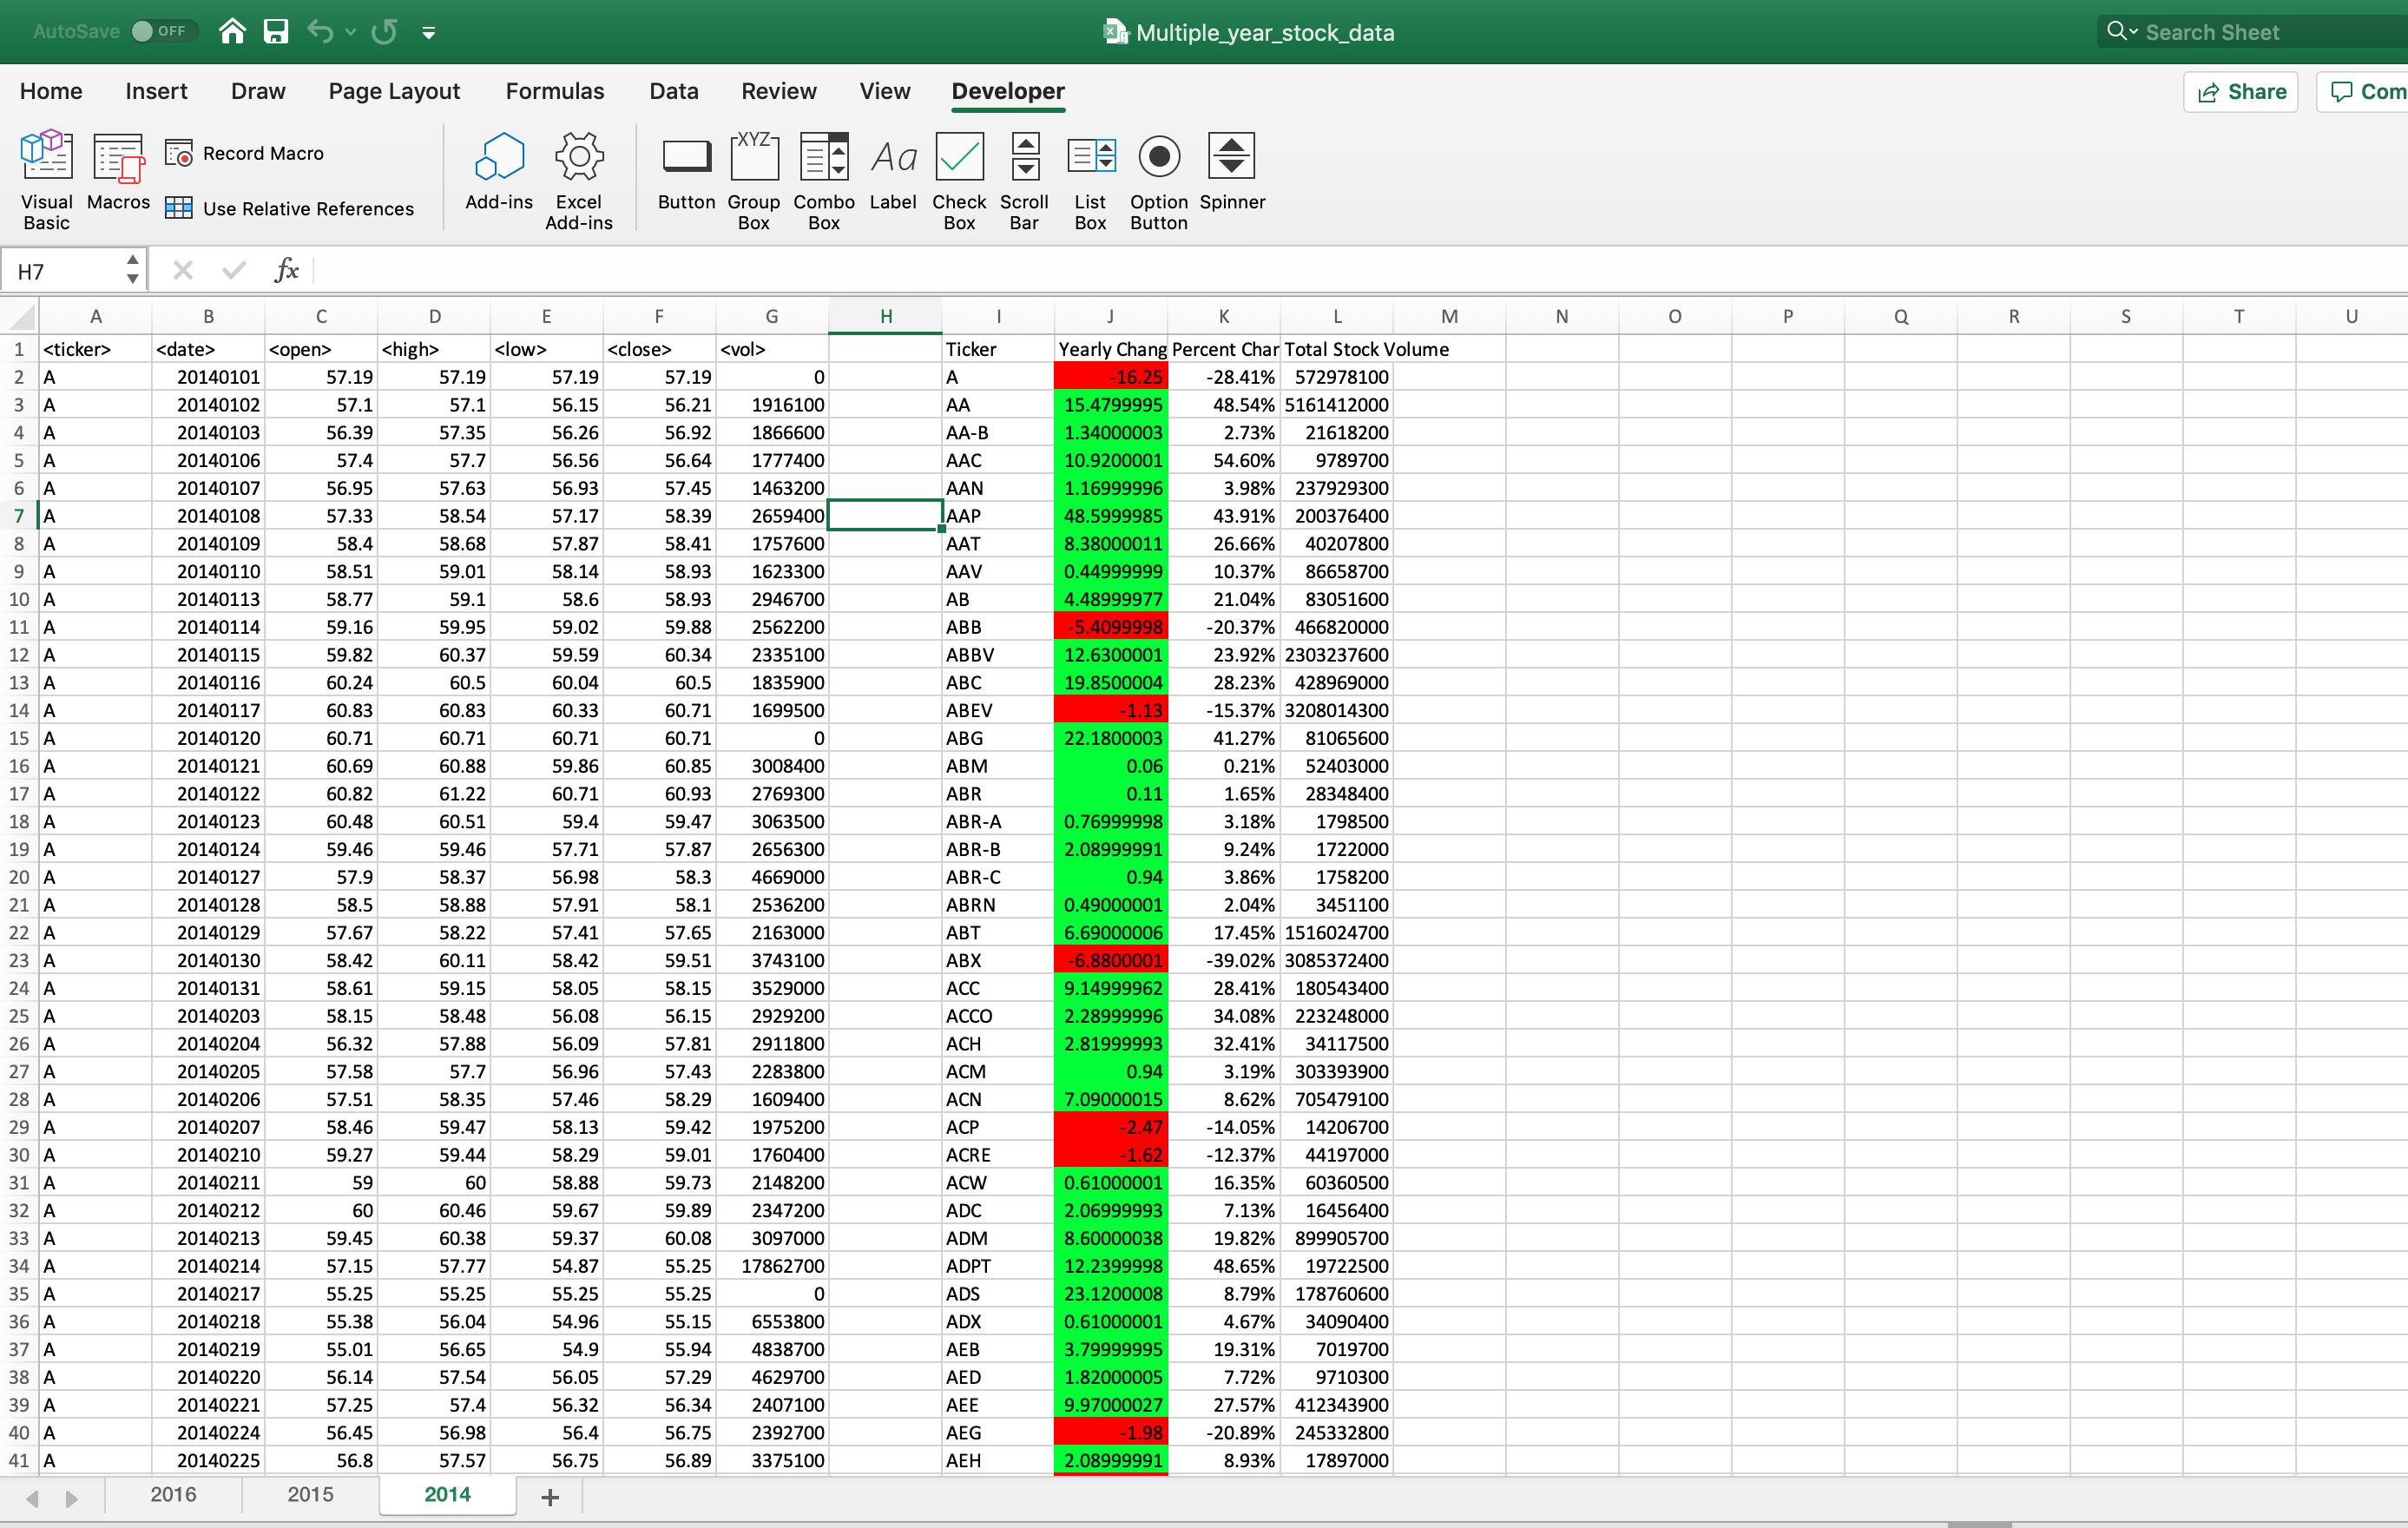 AutoSave OFF Multiple_year_stock_data Search Sheet
Home Insert Draw Page Layout Formulas Data Review View Developer Share Com
Visual Basic Macros Record Macro Use Relative References Add-ins Excel Add-ins Button Group Box Combo Box Label Check Box Scroll Bar List Box Option Button Spinner
XYZ Aa
H7 fx
A B C D E F G H I J K L M N O P Q R S T U
1 <ticker> <date> <open> <high> <low> <close> <vol> Ticker Yearly Chang Percent Char Total Stock Volume
2 A 20140101 57.19 57.19 57.19 57.19 0 A -16.25 -28.41% 572978100
3 A 20140102 57.1 57.1 56.15 56.21 1916100 AA 15.4799995 48.54% 5161412000
4 A 20140103 56.39 57.35 56.26 56.92 1866600 AA-B 1.34000003 2.73% 21618200
5 A 20140106 57.4 57.7 56.56 56.64 1777400 AAC 10.9200001 54.60% 9789700
6 A 20140107 56.95 57.63 56.93 57.45 1463200 AAN 1.16999996 3.98% 237929300
7 A 20140108 57.33 58.54 57.17 58.39 2659400 AAP 48.5999985 43.91% 200376400
8 A 20140109 58.4 58.68 57.87 58.41 1757600 AAT 8.38000011 26.66% 40207800
9 A 20140110 58.51 59.01 58.14 58.93 1623300 AAV 0.44999999 10.37% 86658700
10 A 20140113 58.77 59.1 58.6 58.93 2946700 AB 4.48999977 21.04% 83051600
11 A 20140114 59.16 59.95 59.02 59.88 2562200 ABB -5.4099998 -20.37% 466820000
12 A 20140115 59.82 60.37 59.59 60.34 2335100 ABBV 12.6300001 23.92% 2303237600
13 A 20140116 60.24 60.5 60.04 60.5 1835900 ABC 19.8500004 28.23% 428969000
14 A 20140117 60.83 60.83 60.33 60.71 1699500 ABEV -1.13 -15.37% 3208014300
15 A 20140120 60.71 60.71 60.71 60.71 0 ABG 22.1800003 41.27% 81065600
16 A 20140121 60.69 60.88 59.86 60.85 3008400 ABM 0.06 0.21% 52403000
17 A 20140122 60.82 61.22 60.71 60.93 2769300 ABR 0.11 1.65% 28348400
18 A 20140123 60.48 60.51 59.4 59.47 3063500 ABR-A 0.76999998 3.18% 1798500
19 A 20140124 59.46 59.46 57.71 57.87 2656300 ABR-B 2.08999991 9.24% 1722000
20 A 20140127 57.9 58.37 56.98 58.3 4669000 ABR-C 0.94 3.86% 1758200
21 A 20140128 58.5 58.88 57.91 58.1 2536200 ABRN 0.49000001 2.04% 3451100
22 A 20140129 57.67 58.22 57.41 57.65 2163000 ABT 6.69000006 17.45% 1516024700
23 A 20140130 58.42 60.11 58.42 59.51 3743100 ABX -6.8800001 -39.02% 3085372400
24 A 20140131 58.61 59.15 58.05 58.15 3529000 ACC 9.14999962 28.41% 180543400
25 A 20140203 58.15 58.48 56.08 56.15 2929200 ACCO 2.28999996 34.08% 223248000
26 A 20140204 56.32 57.88 56.09 57.81 2911800 ACH 2.81999993 32.41% 34117500
27 A 20140205 57.58 57.7 56.96 57.43 2283800 ACM 0.94 3.19% 303393900
28 A 20140206 57.51 58.35 57.46 58.29 1609400 ACN 7.09000015 8.62% 705479100
29 A 20140207 58.46 59.47 58.13 59.42 1975200 ACP -2.47 -14.05% 14206700
30 A 20140210 59.27 59.44 58.29 59.01 1760400 ACRE -1.62 -12.37% 44197000
31 A 20140211 59 60 58.88 59.73 2148200 ACW 0.61000001 16.35% 60360500
32 A 20140212 60 60.46 59.67 59.89 2347200 ADC 2.06999993 7.13% 16456400
33 A 20140213 59.45 60.38 59.37 60.08 3097000 ADM 8.60000038 19.82% 899905700
34 A 20140214 57.15 57.77 54.87 55.25 17862700 ADPT 12.2399998 48.65% 19722500
35 A 20140217 55.25 55.25 55.25 55.25 0 ADS 23.1200008 8.79% 178760600
36 A 20140218 55.38 56.04 54.96 55.15 6553800 ADX 0.61000001 4.67% 34090400
37 A 20140219 55.01 56.65 54.9 55.94 4838700 AEB 3.79999995 19.31% 7019700
38 A 20140220 56.14 57.54 56.05 57.29 4629700 AED 1.82000005 7.72% 9710300
39 A 20140221 57.25 57.4 56.32 56.34 2407100 AEE 9.97000027 27.57% 412343900
40 A 20140224 56.45 56.98 56.4 56.75 2392700 AEG -1.98 -20.89% 245332800
41 A 20140225 56.8 57.57 56.75 56.89 3375100 AEH 2.08999991 8.93% 17897000
2016 2015 2014 +